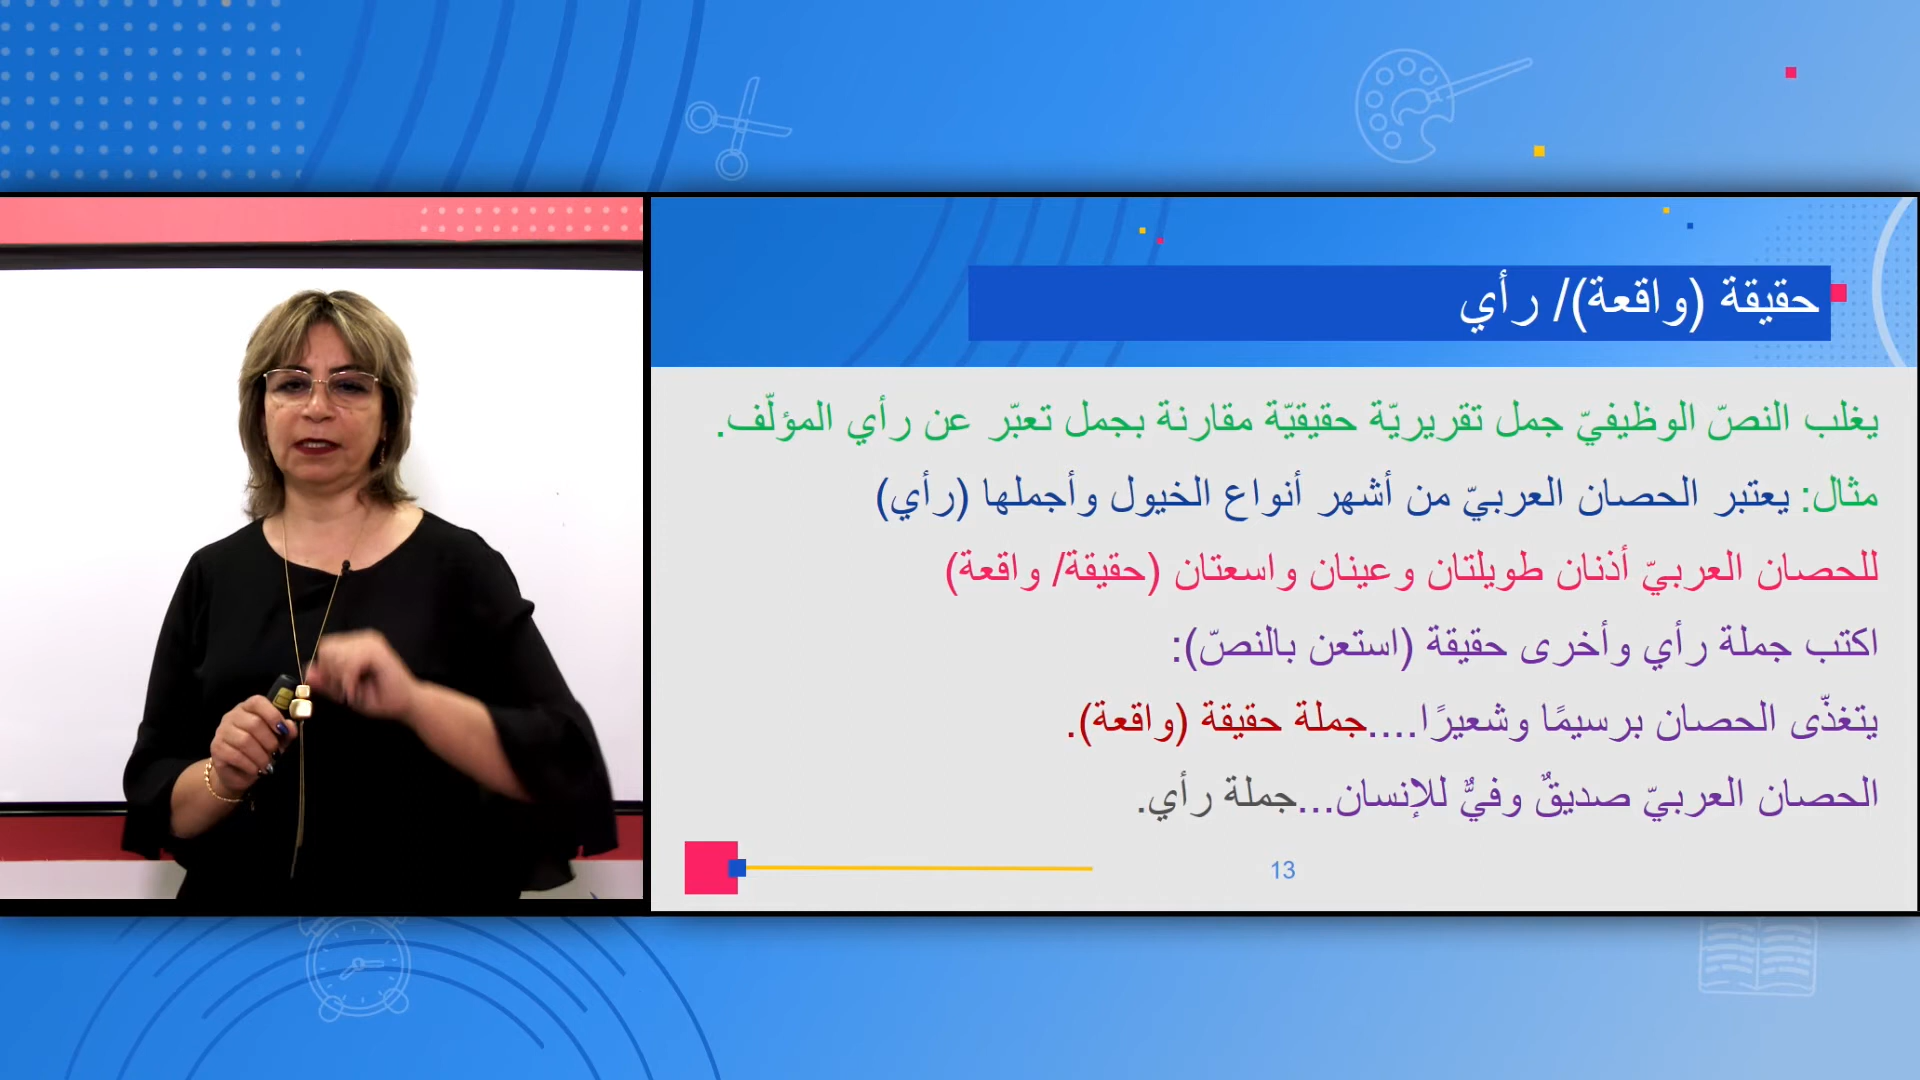 حقيقة (واقعة)/ رأي
يغلب النصّ الوظيفيّ جمل تقريريّة حقيقيّة مقارنة بجمل تعبّر عن رأي المؤلّف.
مثال: يعتبر الحصان العربيّ من أشهر أنواع الخيول وأجملها (رأي)
للحصان العربيّ أذنان طويلتان وعينان واسعتان (حقيقة/ واقعة)
اكتب جملة رأي وأخرى حقيقة (استعن بالنصّ):
يتغذّى الحصان برسيمًا وشعيرًا....جملة حقيقة (واقعة).
الحصان العربيّ صديقٌ وفيٌّ للإنسان...جملة رأي.
13